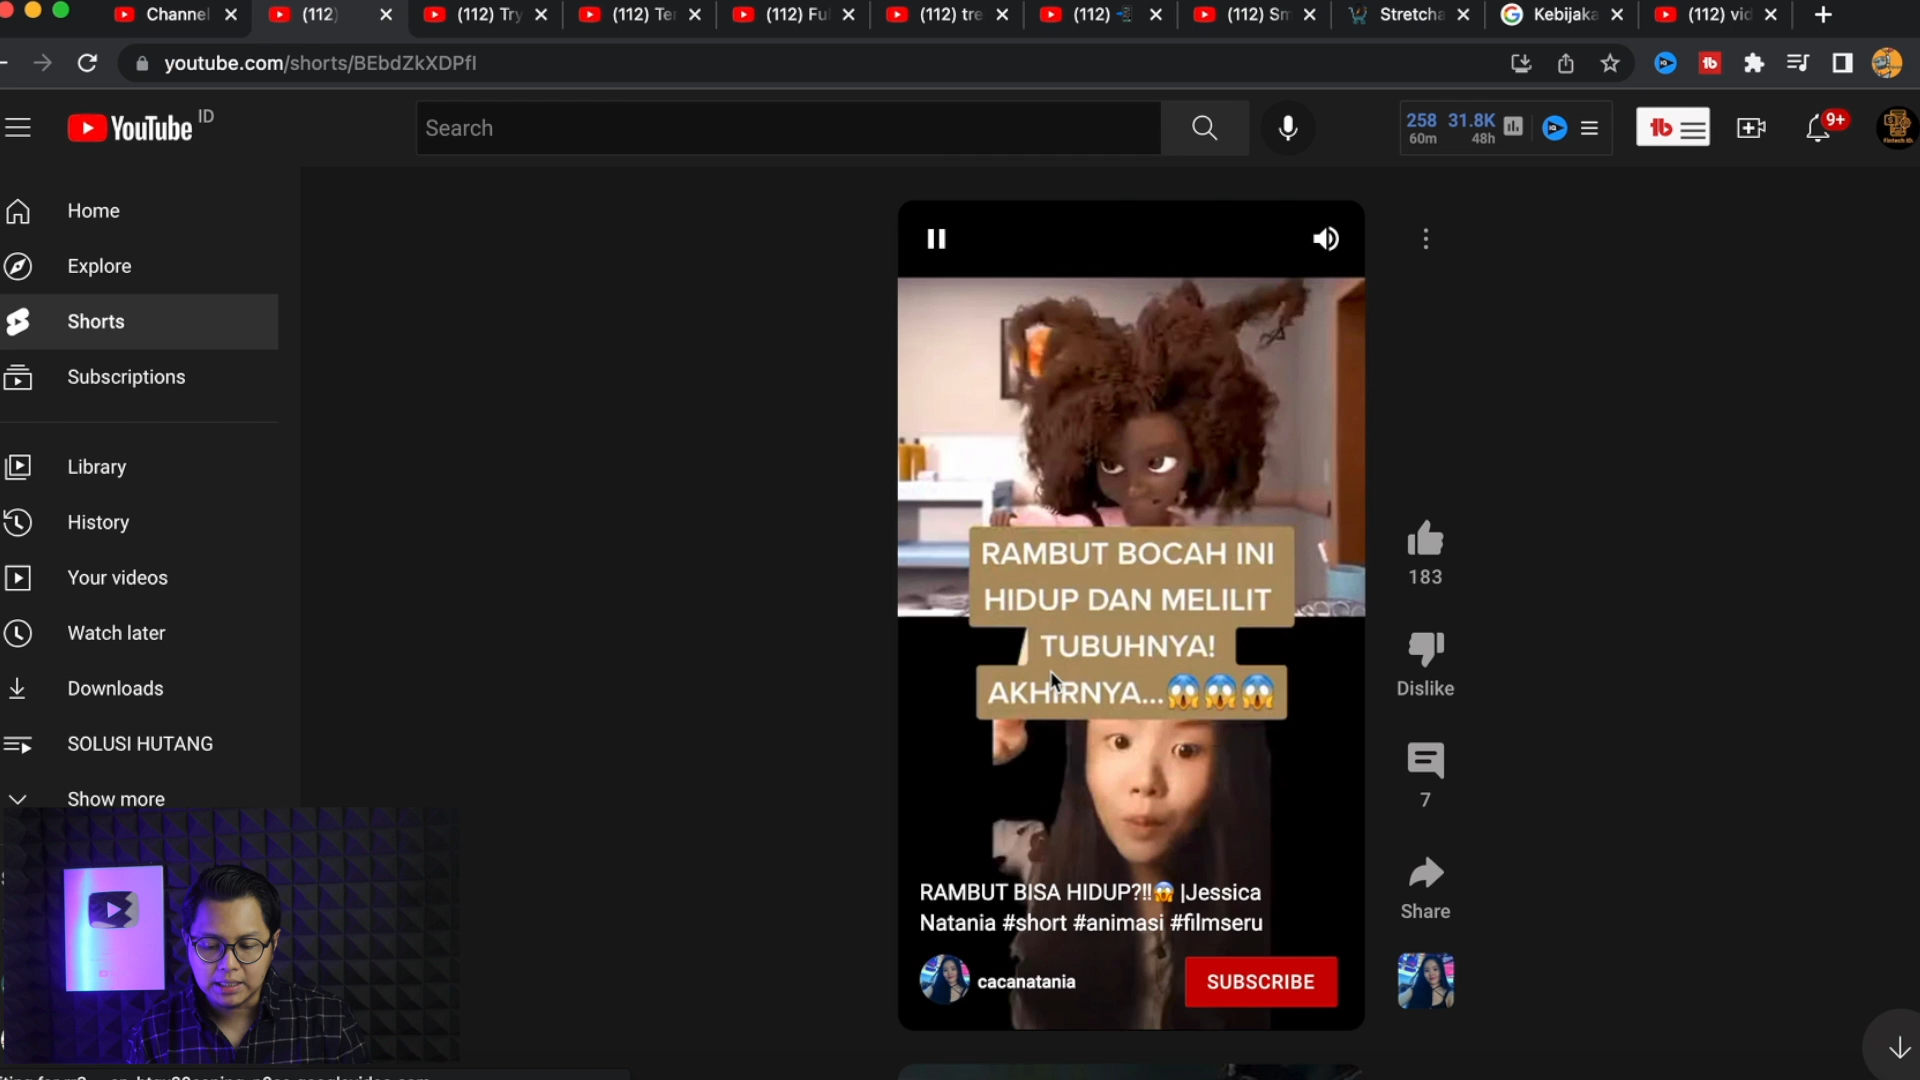 Channel
(112)
(112) Try
(112) Ter
(112) Ful
(112) tre
(112)
(112) Sm
Stretcha
Kebijaka
(112) vid
youtube.com/shorts/BEbdZkXDPfI
YouTube ID
Search
258 31.8K
60m 48h
9+
Home
Explore
Shorts
Subscriptions
Library
History
Your videos
Watch later
Downloads
SOLUSI HUTANG
Show more
RAMBUT BOCAH INI
HIDUP DAN MELILIT
TUBUHNYA!
AKHIRNYA...😱😱😱
RAMBUT BISA HIDUP?!!😱 |Jessica
Natania #short #animasi #filmseru
cacanatania
SUBSCRIBE
183
Dislike
7
Share